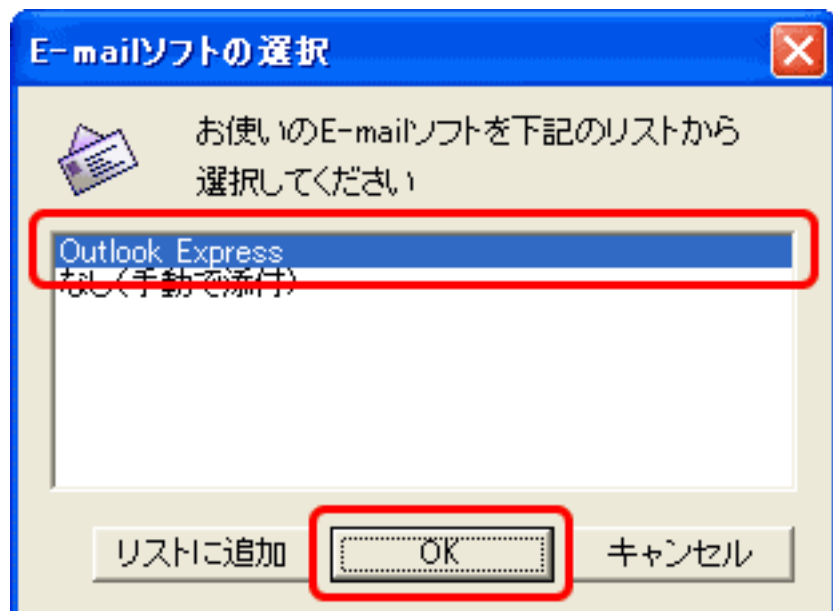 E-mailソフトの選択
お使いのE-mailソフトを下記のリストから
選択してください
Outlook Express
なし(手動で添付)
リストに追加
OK
キャンセル